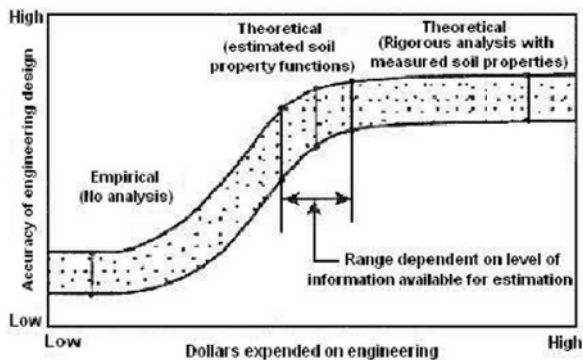 High
Accuracy of engineering design
Low
Theoretical
(estimated soil
property functions)
Theoretical
(Rigorous analysis with
measured soil properties)
Empirical
(No analysis)
Range dependent on level of
information available for estimation
Low
High
Dollars expended on engineering